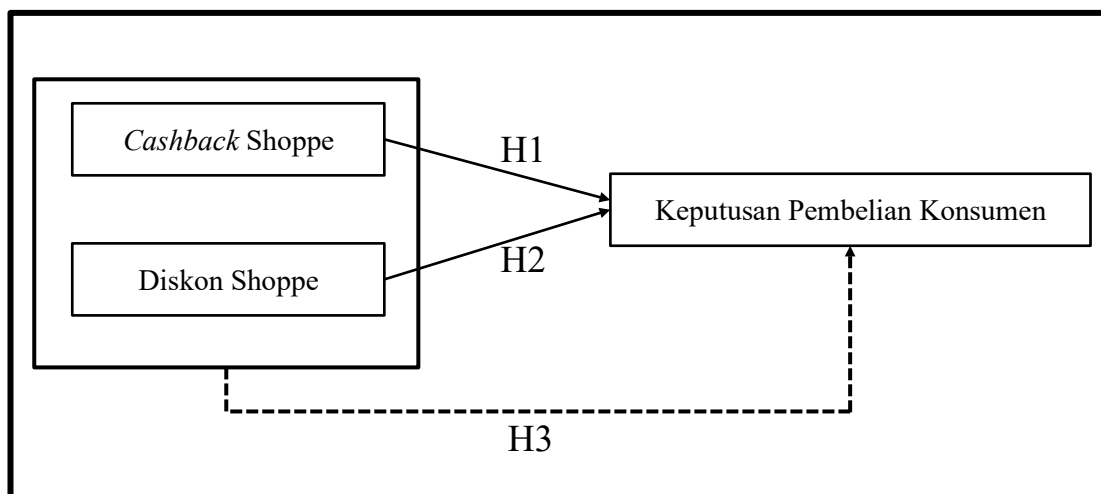 Cashback Shoppe
H1
Keputusan Pembelian Konsumen
H2
Diskon Shoppe
H3